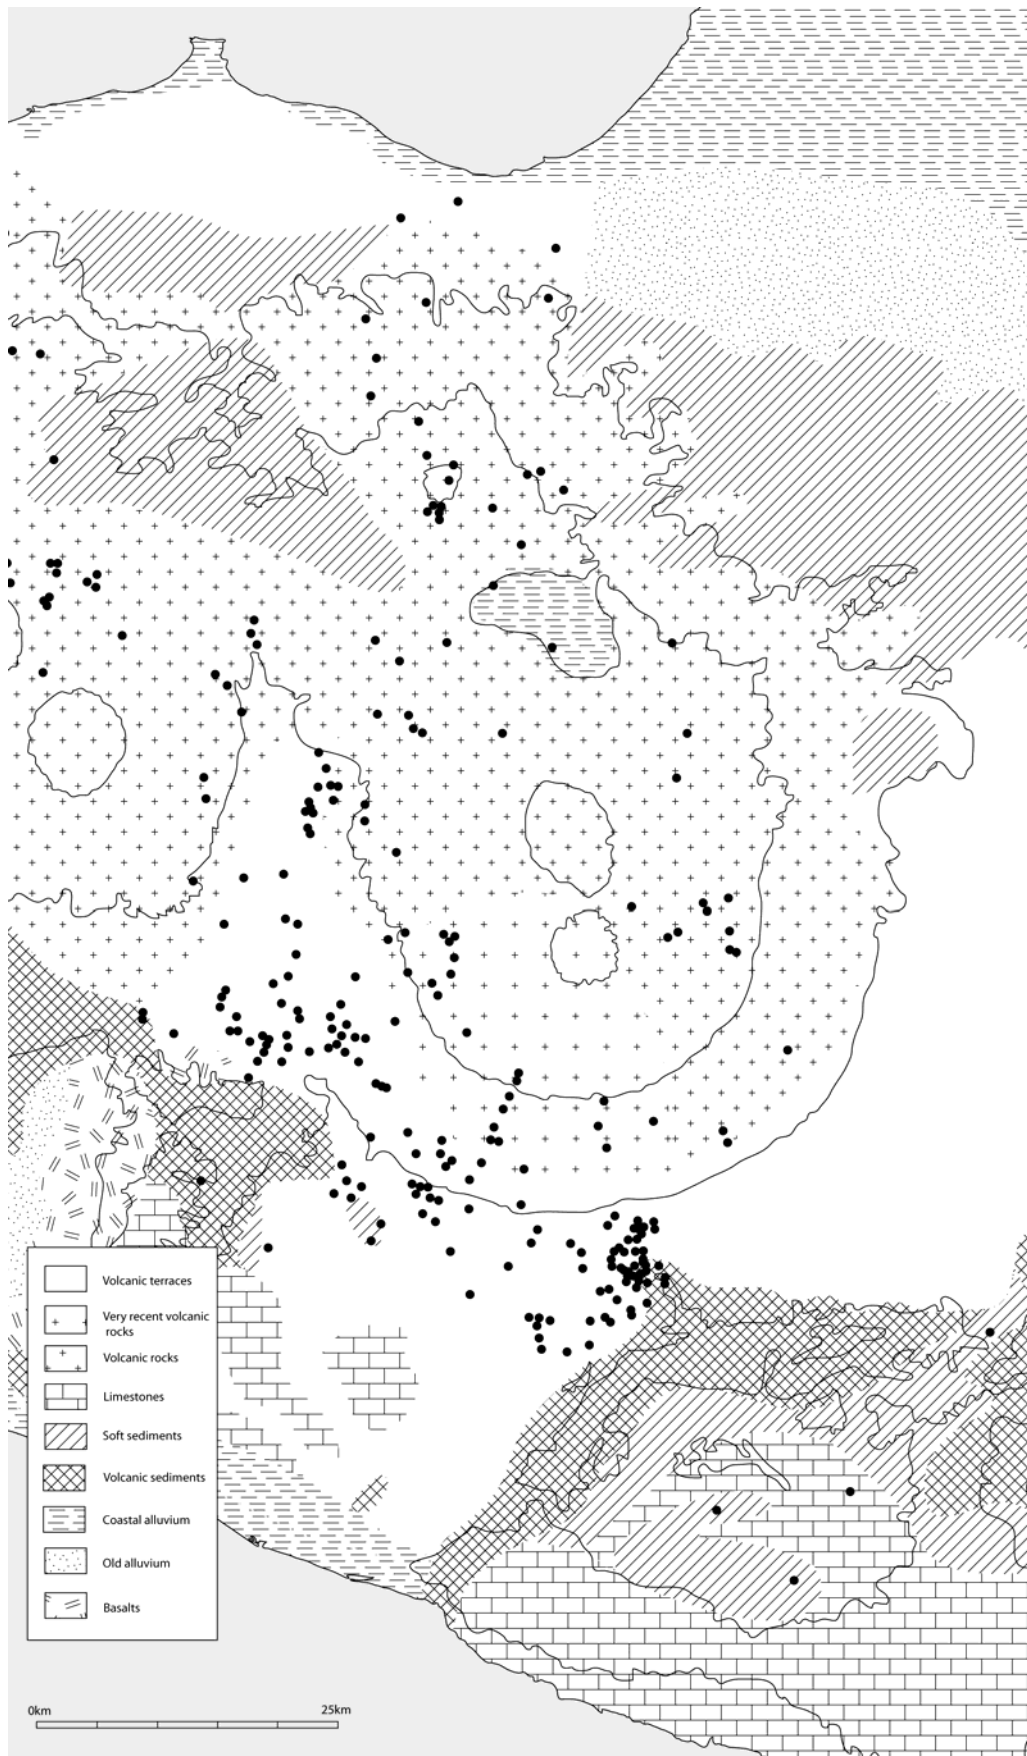 Volcanic terraces
Very recent volcanic
rocks
Volcanic rocks
Limestones
Soft sediments
Volcanic sediments
Coastal alluvium
Old alluvium
Basalts
0km 25km